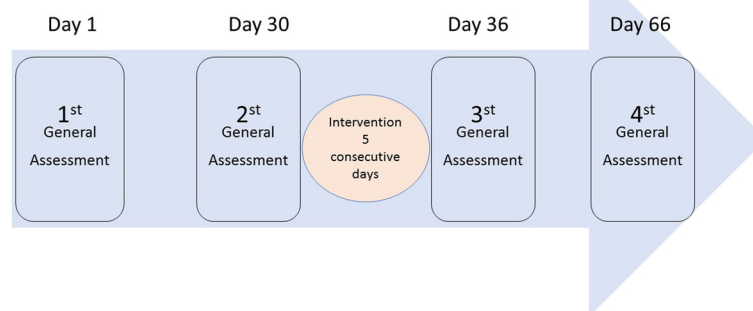 Day 1
Day 30
Day 36
Day 66
1st
General
Assessment
2st
General
Assessment
Intervention
5
consecutive
days
3st
General
Assessment
4st
General
Assessment